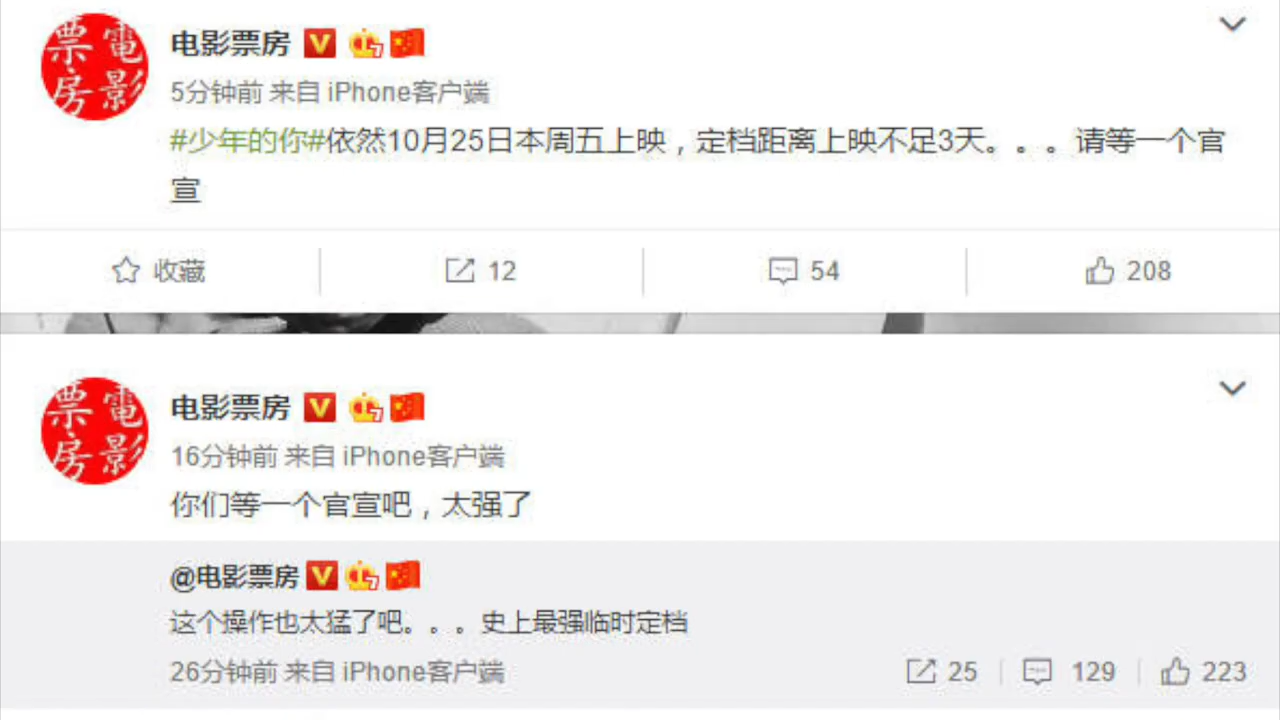 電影票房
电影票房
5分钟前 来自 iPhone客户端
#少年的你#依然10月25日本周五上映，定档距离上映不足3天。。。请等一个官
宣
收藏
12
54
208
電影票房
电影票房
16分钟前 来自 iPhone客户端
你们等一个官宣吧，太强了
@电影票房
这个操作也太猛了吧。。。史上最强临时定档
26分钟前 来自 iPhone客户端
25
129
223